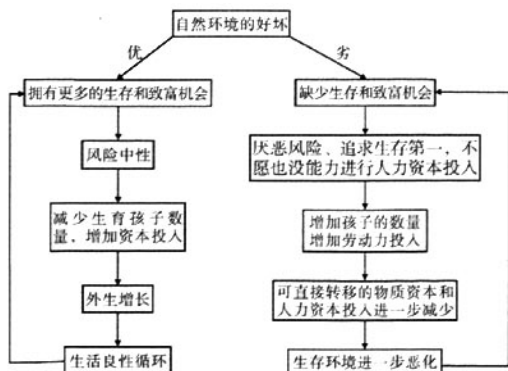 自然环境的好坏
优
劣
拥有更多的生存和致富机会
缺少生存和致富机会
风险中性
厌恶风险、追求生存第一，不
愿也没能力进行人力资本投入
减少生育孩子数
量，增加资本投入
增加孩子的数量
增加劳动力投入
外生增长
可直接转移的物质资本和
人力资本投入进一步减少
生活良性循环
生存环境进一步恶化